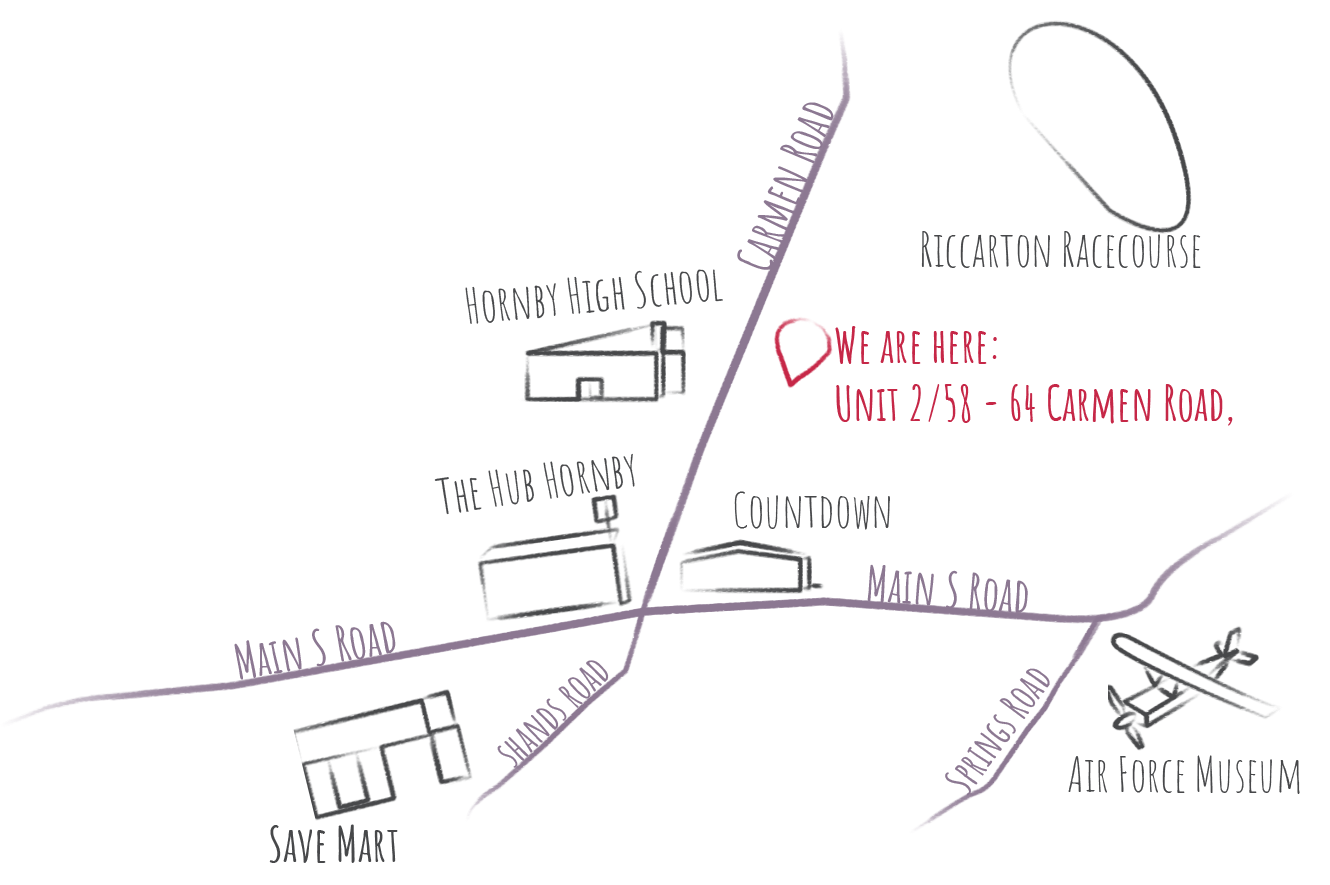 Carmen Road
Riccarton Racecourse
Hornby High School
We are here:
Unit 2/58 - 64 Carmen Road,
The Hub Hornby
Countdown
Main S Road
Main S Road
Shands road
Springs Road
Air Force Museum
Save Mart